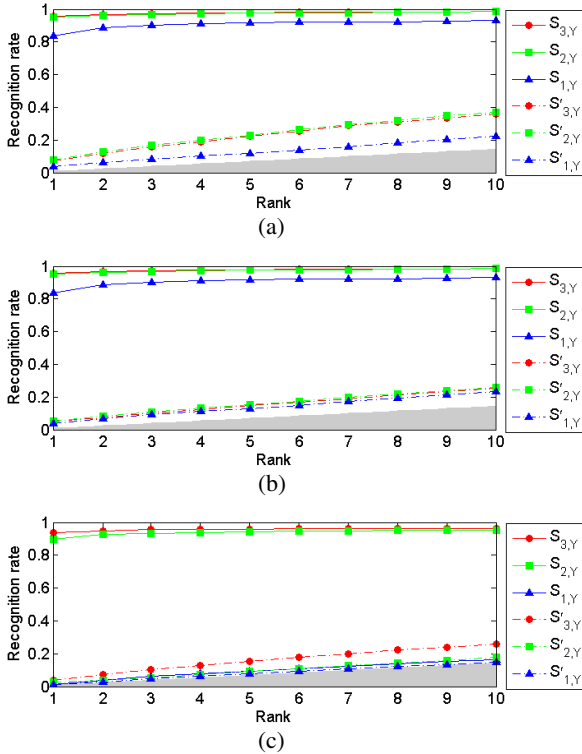 Recognition rate
1
0.8
0.6
0.4
0.2
0
1 2 3 4 5 6 7 8 9 10
Rank
S3,Y
S2,Y
S1,Y
S'3,Y
S'2,Y
S'1,Y
(a)
Recognition rate
1
0.8
0.6
0.4
0.2
0
1 2 3 4 5 6 7 8 9 10
Rank
S3,Y
S2,Y
S1,Y
S'3,Y
S'2,Y
S'1,Y
(b)
Recognition rate
1
0.8
0.6
0.4
0.2
0
1 2 3 4 5 6 7 8 9 10
Rank
S3,Y
S2,Y
S1,Y
S'3,Y
S'2,Y
S'1,Y
(c)